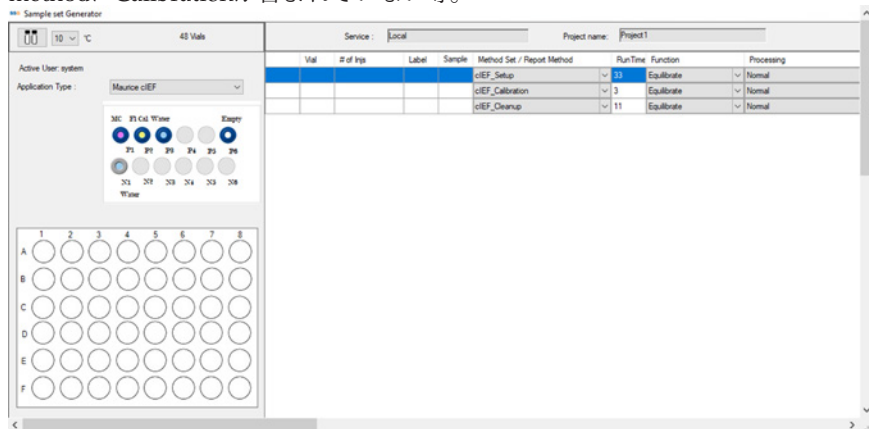 Sample set Generator
10 ℃ 48 Vials
Service : Local Project name: Project1
Active User: system
Application Type : Maurice cIEF
MC Fl Cal Water Empty
P1 P2 P3 P4 P5 P6
N1 N2 N3 N4 N5 N6
Water
1 2 3 4 5 6 7 8
A
B
C
D
E
F
Vial # of Injs Label Sample Method Set / Report Method RunTime Function Processing
cIEF_Setup 33 Equilibrate Normal
cIEF_Calibration 3 Equilibrate Normal
cIEF_Cleanup 11 Equilibrate Normal